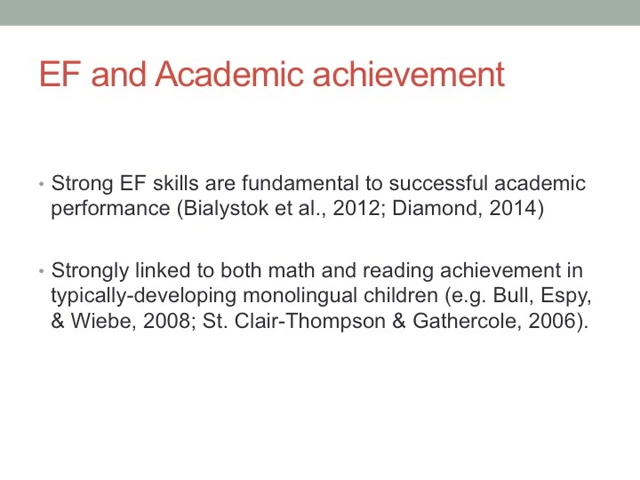 EF and Academic achievement
• Strong EF skills are fundamental to successful academic
performance (Bialystok et al., 2012; Diamond, 2014)
• Strongly linked to both math and reading achievement in
typically-developing monolingual children (e.g. Bull, Espy,
& Wiebe, 2008; St. Clair-Thompson & Gathercole, 2006).